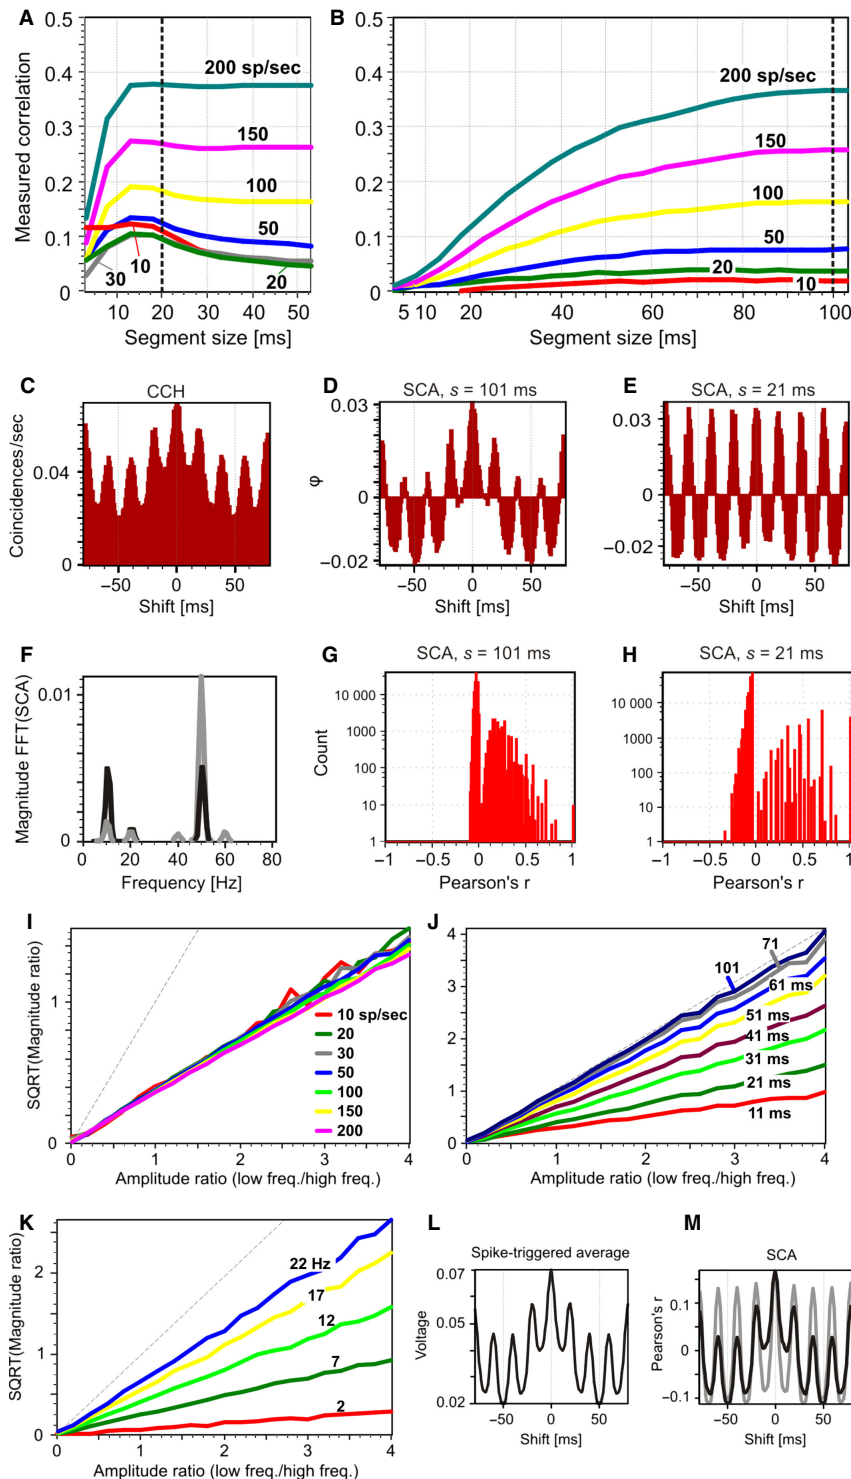 A
B
0.5
0.4
0.3
0.2
0.1
0
Measured correlation
200 sp/sec
150
100
50
10
30
20
10 20 30 40 50
Segment size [ms]
200 sp/sec
150
100
50
20
10
5 10 20 40 60 80 100
Segment size [ms]
C
CCH
Coincidences/sec
0.04
0
−50 0 50
Shift [ms]
D
SCA, s = 101 ms
φ
0.03
0
−0.02
−50 0 50
Shift [ms]
E
SCA, s = 21 ms
0.03
0
−0.02
−50 0 50
Shift [ms]
F
Magnitude FFT(SCA)
0.01
0
0 20 40 60 80
Frequency [Hz]
G
SCA, s = 101 ms
Count
10 000
1000
100
10
1
−1 −0.5 0 0.5 1
Pearson's r
H
SCA, s = 21 ms
10 000
1000
100
10
1
−1 −0.5 0 0.5 1
Pearson's r
I
SQRT(Magnitude ratio)
1
0
10 sp/sec
20
30
50
100
150
200
0 1 2 3 4
Amplitude ratio (low freq./high freq.)
J
4
3
2
1
0
101
71
61 ms
51 ms
41 ms
31 ms
21 ms
11 ms
0 1 2 3 4
Amplitude ratio (low freq./high freq.)
K
SQRT(Magnitude ratio)
2
1
0
22 Hz
17
12
7
2
0 1 2 3 4
Amplitude ratio (low freq./high freq.)
L
Spike-triggered average
Voltage
0.07
0.05
0.02
−50 0 50
Shift [ms]
M
SCA
Pearson's r
0.1
0
−0.1
−50 0 50
Shift [ms]